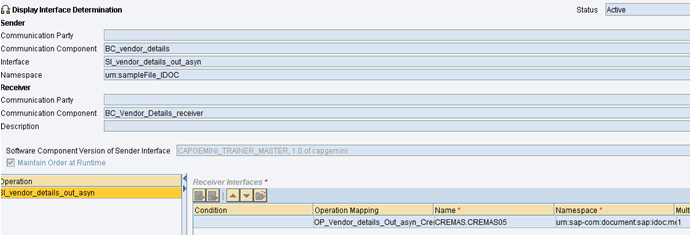 Display Interface Determination
Status Active
Sender
Communication Party
Communication Component BC_vendor_details
Interface SI_vendor_details_out_asyn
Namespace urn:sampleFile_IDOC
Receiver
Communication Party
Communication Component BC_Vendor_Details_receiver
Description
Software Component Version of Sender Interface CAPGEMINI_TRAINER_MASTER, 1.0 of capgemini
Maintain Order at Runtime
Operation
SI_vendor_details_out_asyn
Receiver Interfaces *
Condition Operation Mapping Name * Namespace * Mult
OP_Vendor_details_Out_asyn_Cre CREMAS.CREMAS05 urn:sap-com:document:sap:idoc:me 1